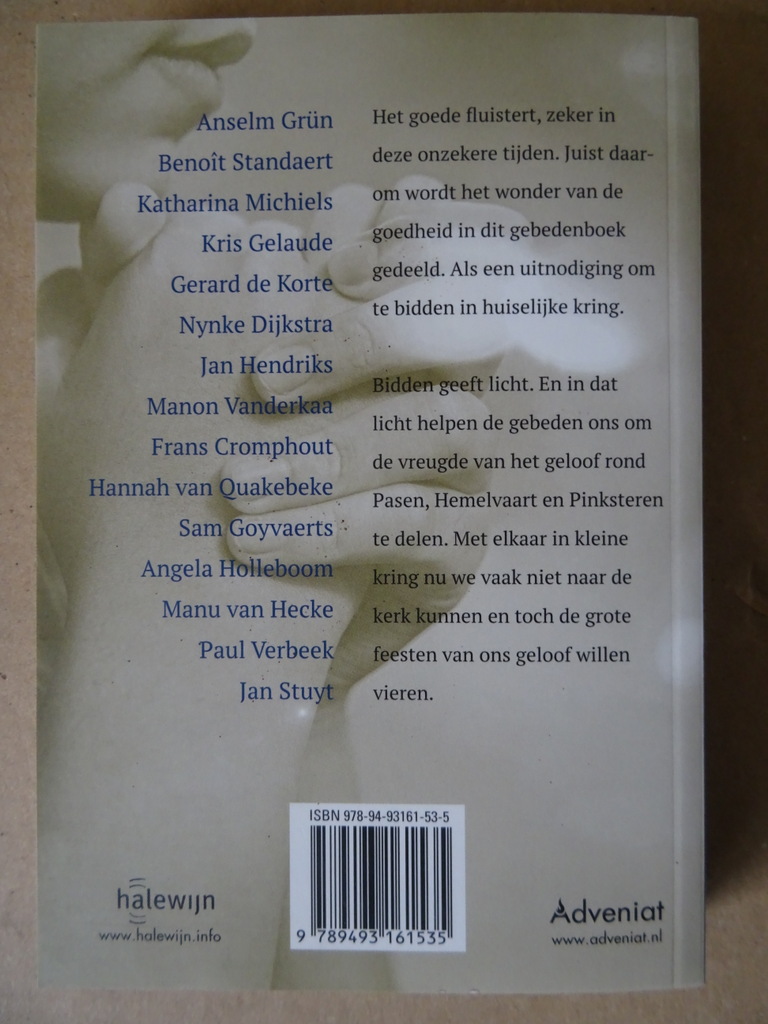 Anselm Grün
Benoît Standaert
Katharina Michiels
Kris Gelaude
Gerard de Korte
Nynke Dijkstra
Jan Hendriks
Manon Vanderkaa
Frans Cromphout
Hannah van Quakebeke
Sam Goyvaerts
Angela Holleboom
Manu van Hecke
Paul Verbeek
Jan Stuyt
Het goede fluistert, zeker in
deze onzekere tijden. Juist daar-
om wordt het wonder van de
goedheid in dit gebedenboek
gedeeld. Als een uitnodiging om
te bidden in huiselijke kring.
Bidden geeft licht. En in dat
licht helpen de gebeden ons om
de vreugde van het geloof rond
Pasen, Hemelvaart en Pinksteren
te delen. Met elkaar in kleine
kring nu we vaak niet naar de
kerk kunnen en toch de grote
feesten van ons geloof willen
vieren.
halewijn
www.halewijn.info
ISBN 978-94-93161-53-5
9 789493 161535
Adveniat
www.adveniat.nl